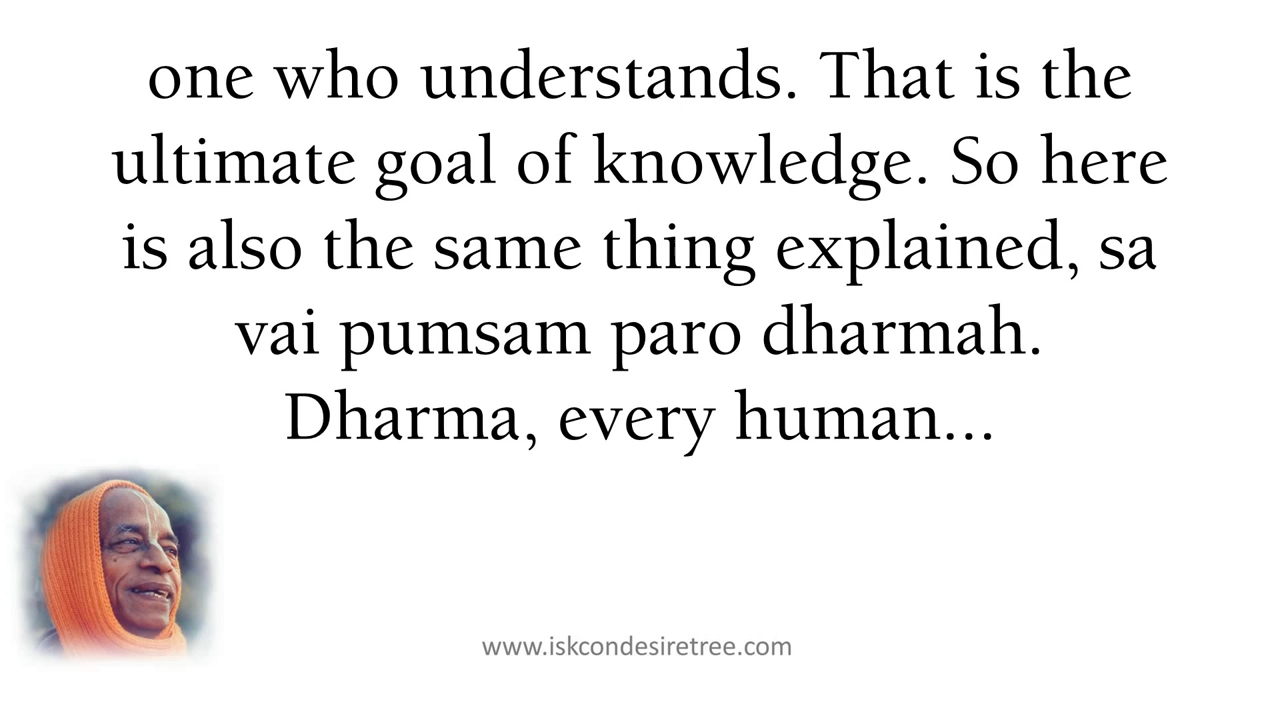 one who understands. That is the
ultimate goal of knowledge. So here
is also the same thing explained, sa
vai pumsam paro dharmah.
Dharma, every human...
www.iskcondesiretree.com